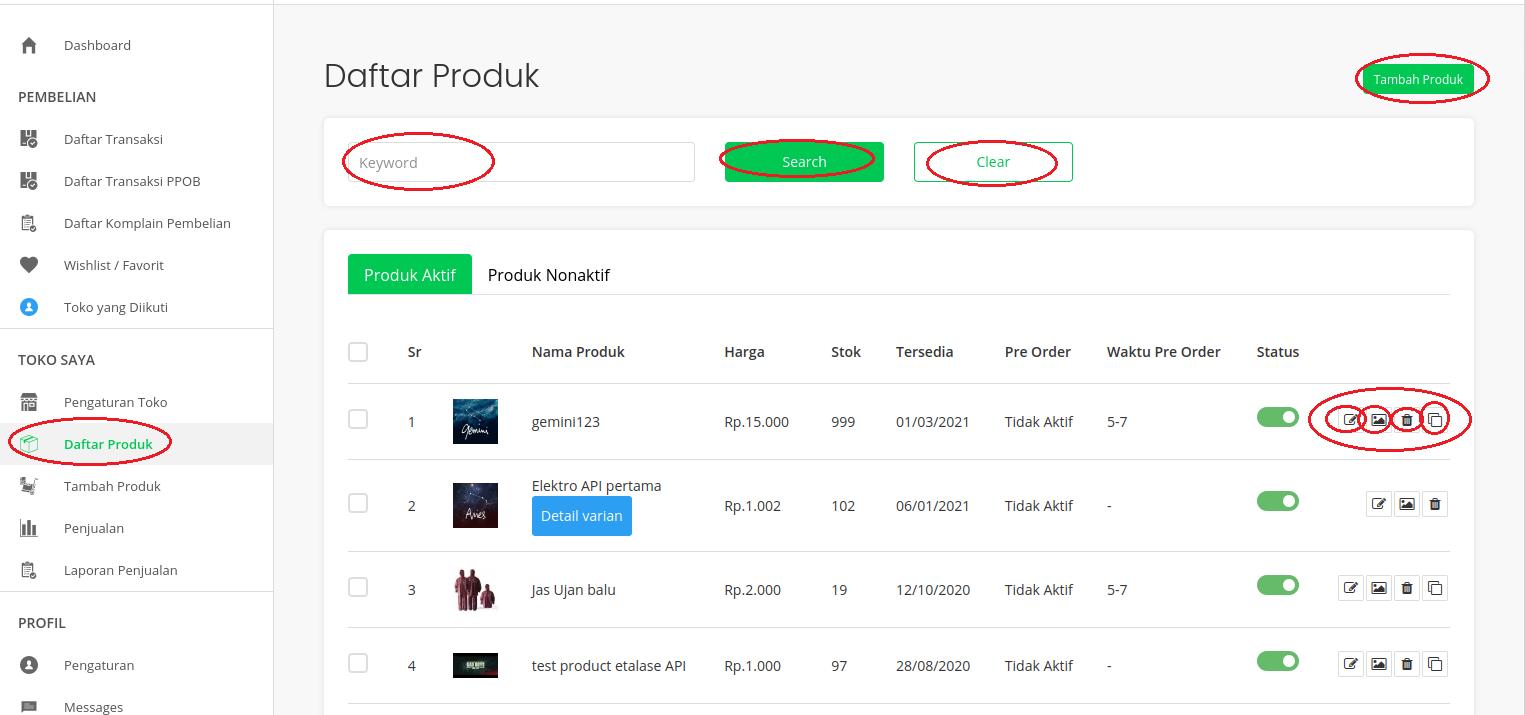 Dashboard
PEMBELIAN
Daftar Transaksi
Daftar Transaksi PPOB
Daftar Komplain Pembelian
Wishlist / Favorit
Toko yang Diikuti
TOKO SAYA
Pengaturan Toko
Daftar Produk
Tambah Produk
Penjualan
Laporan Penjualan
PROFIL
Pengaturan
Messages
Daftar Produk
Tambah Produk
Keyword Search Clear
Produk Aktif Produk Nonaktif
Sr Nama Produk Harga Stok Tersedia Pre Order Waktu Pre Order Status
1 gemini gemini123 Rp.15.000 999 01/03/2021 Tidak Aktif 5-7
Elektro API pertama
2 Aries Detail varian Rp.1.002 102 06/01/2021 Tidak Aktif -
3 Jas Ujan balu Rp.2.000 19 12/10/2020 Tidak Aktif 5-7
4 test product etalase API Rp.1.000 97 28/08/2020 Tidak Aktif -